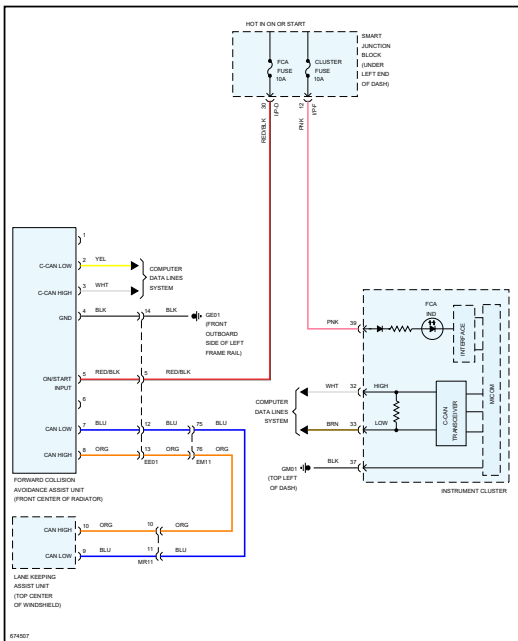 HOT IN ON OR START
SMART
JUNCTION
BLOCK
(UNDER
LEFT END
OF DASH)
FCA
FUSE
10A
CLUSTER
FUSE
10A
30
I/P-D
12
I/P-F
RED/BLK
PNK
1
C-CAN LOW
2
YEL
C-CAN HIGH
3
WHT
COMPUTER
DATA LINES
SYSTEM
GND
4
BLK
14
BLK
GE01
(FRONT
OUTBOARD
SIDE OF LEFT
FRAME RAIL)
ON/START
INPUT
5
RED/BLK
5
RED/BLK
6
CAN LOW
7
BLU
12
BLU
75
BLU
CAN HIGH
8
ORG
13
ORG
76
ORG
EE01
EM11
FORWARD COLLISION
AVOIDANCE ASSIST UNIT
(FRONT CENTER OF RADIATOR)
CAN HIGH
10
ORG
10
ORG
CAN LOW
9
BLU
11
BLU
MR11
LANE KEEPING
ASSIST UNIT
(TOP CENTER
OF WINDSHIELD)
FCA
IND
PNK
39
INTERFACE
MICOM
WHT
32
HIGH
COMPUTER
DATA LINES
SYSTEM
BRN
33
LOW
C-CAN
TRANSCEIVER
BLK
37
GM01
(TOP LEFT
OF DASH)
INSTRUMENT CLUSTER
674507